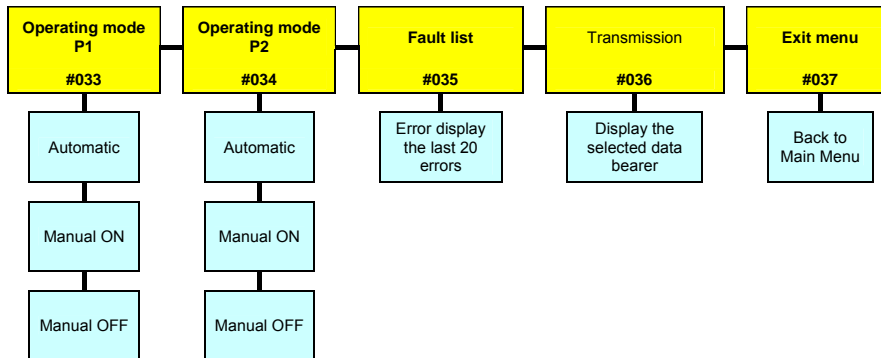 Operating mode
P1
#033
Operating mode
P2
#034
Fault list
#035
Transmission
#036
Exit menu
#037
Automatic
Manual ON
Manual OFF
Automatic
Manual ON
Manual OFF
Error display
the last 20
errors
Display the
selected data
bearer
Back to
Main Menu